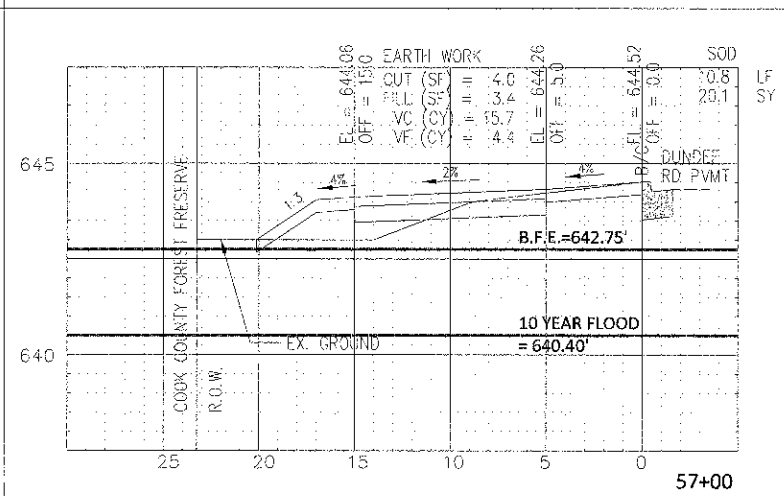 EARTH WORK
CUT (SF) = 4.0
FILL (SF) = 3.4
VC (CY) = 15.7
VF (CY) = 4.4
EL = 644.06
OFF = 15.0
EL = 644.26
OFF = 5.0
EL = 644.52
OFF = 0.0
B/C
SOD
10.8 LF
20.1 SY
DUNDEE
RD PVMT
645
1:3
4%
2%
4%
B.F.E.=642.75'
10 YEAR FLOOD
= 640.40'
EX. GROUND
640
COOK COUNTY FOREST PRESERVE
R.O.W.
25 20 15 10 5 0
57+00